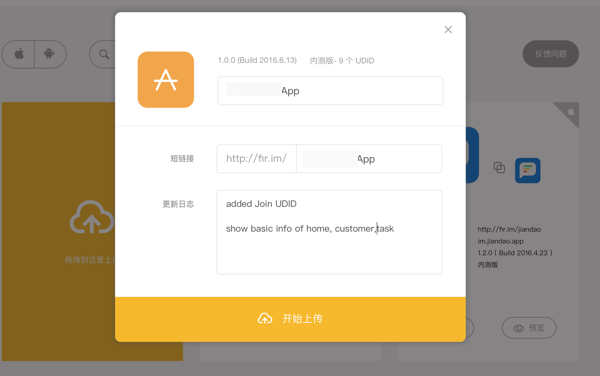 反馈问题
1.0.0 (Build 2016.6.13) 内测版- 9 个 UDID
App
短链接
http://fir.im/ App
更新日志
added Join UDID
show basic info of home, customer,task
拖拽到这里上
http://fir.im/jiandao
im.jiandao.app
1.2.0 ( Build 2016.4.23 )
内测版
预览
开始上传